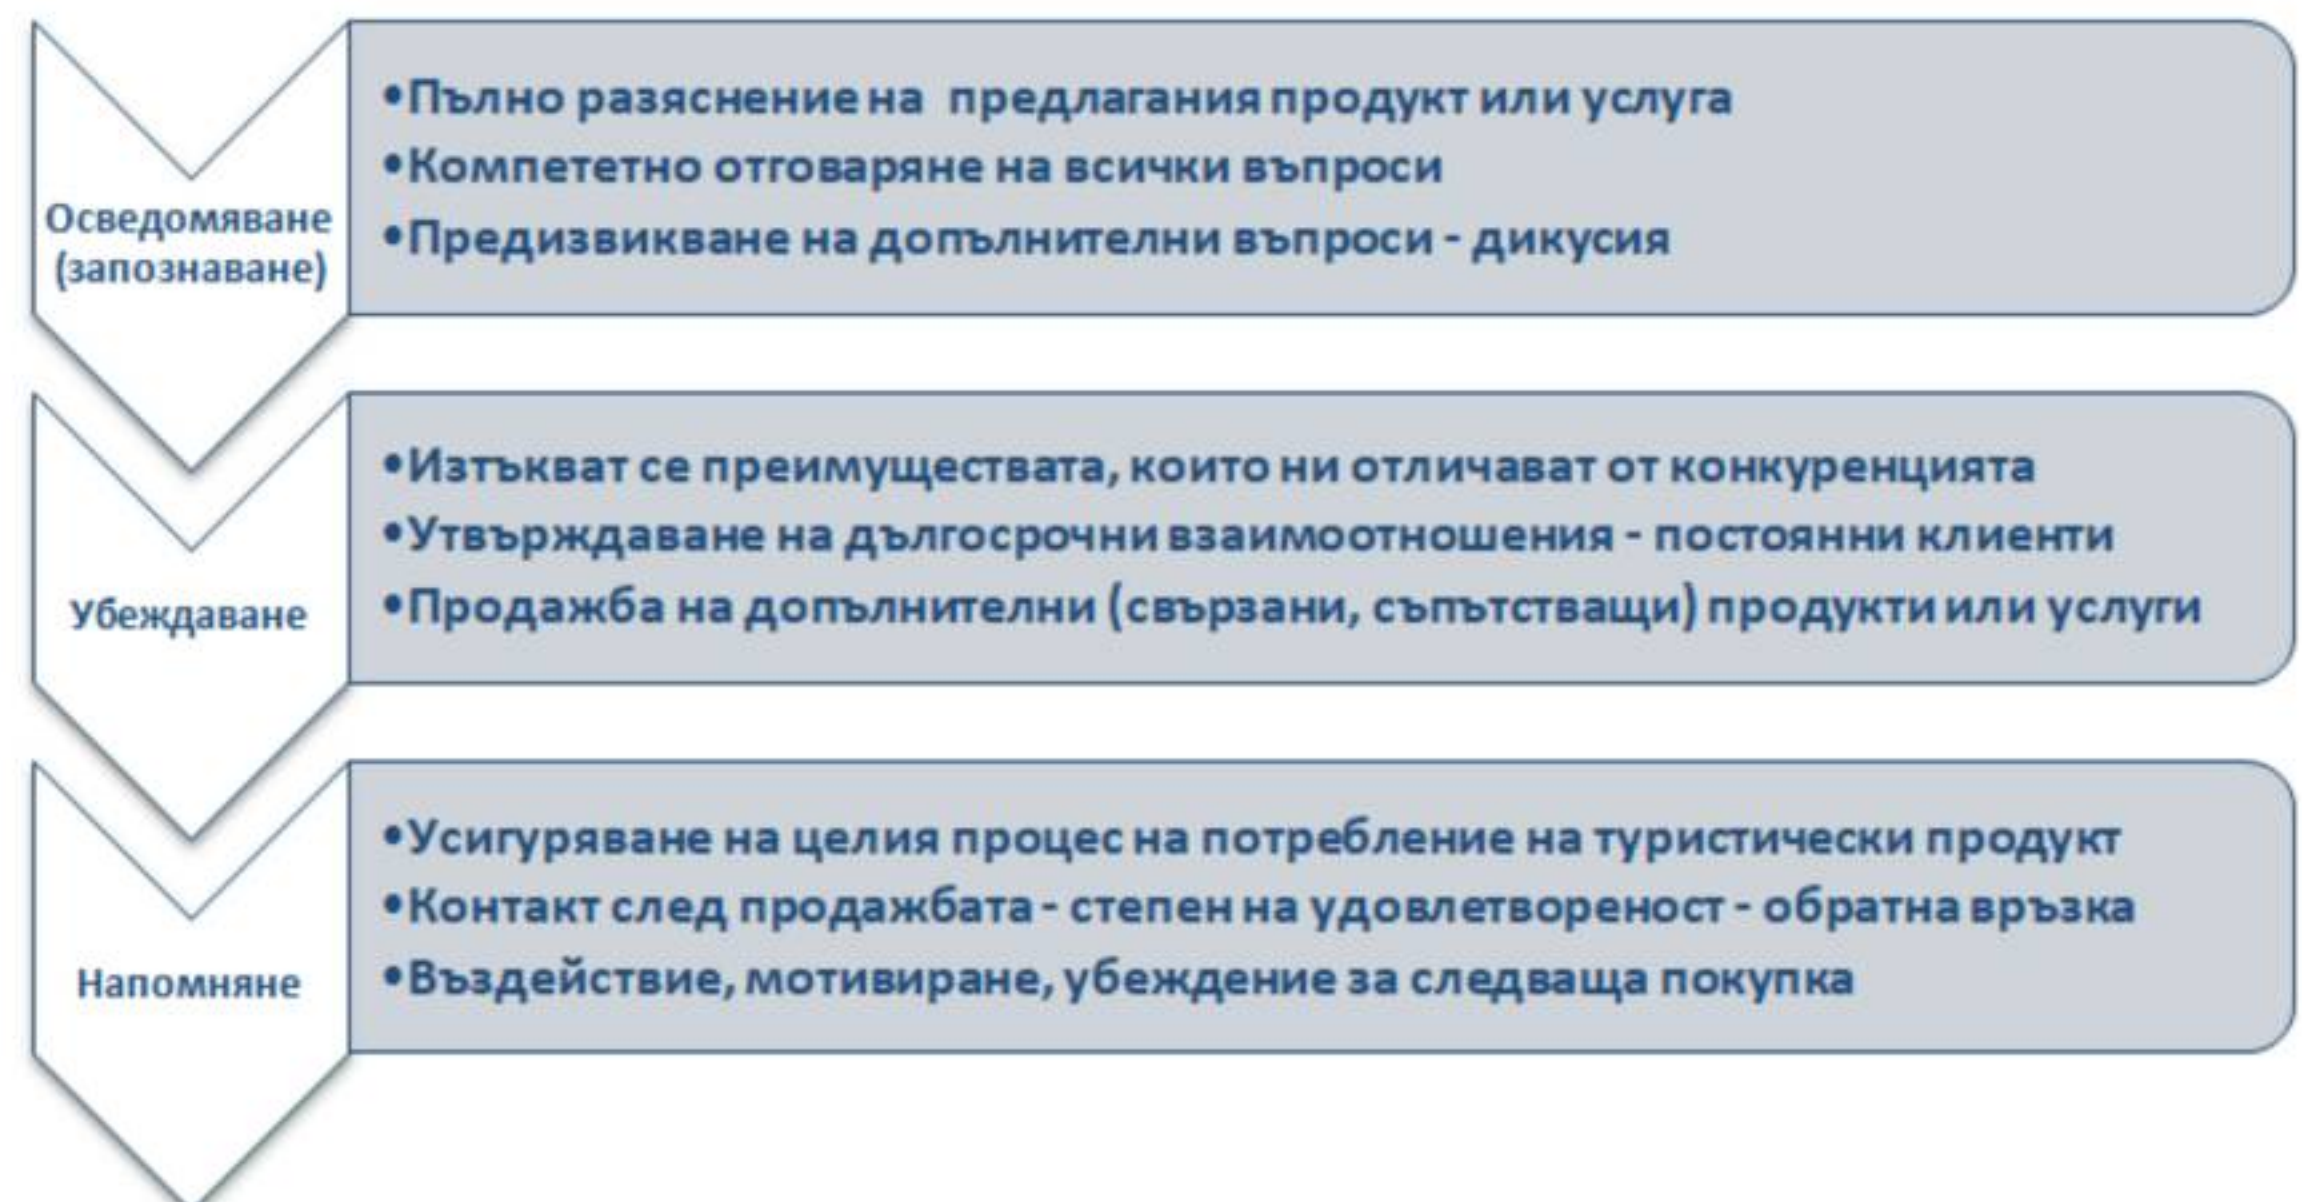 Осведомяване
(запознаване)
•Пълно разяснение на предлагания продукт или услуга
•Компететно отговаряне на всички въпроси
•Предизвикване на допълнителни въпроси - дикусия
Убеждаване
•Изтъкват се преимуществата, които ни отличават от конкуренцията
•Утвърждаване на дългосрочни взаимоотношения - постоянни клиенти
•Продажба на допълнителни (свързани, съпътстващи) продукти или услуги
Напомняне
•Усигуряване на целия процес на потребление на туристически продукт
•Контакт след продажбата - степен на удовлетвореност - обратна връзка
•Въздействие, мотивиране, убеждение за следваща покупка